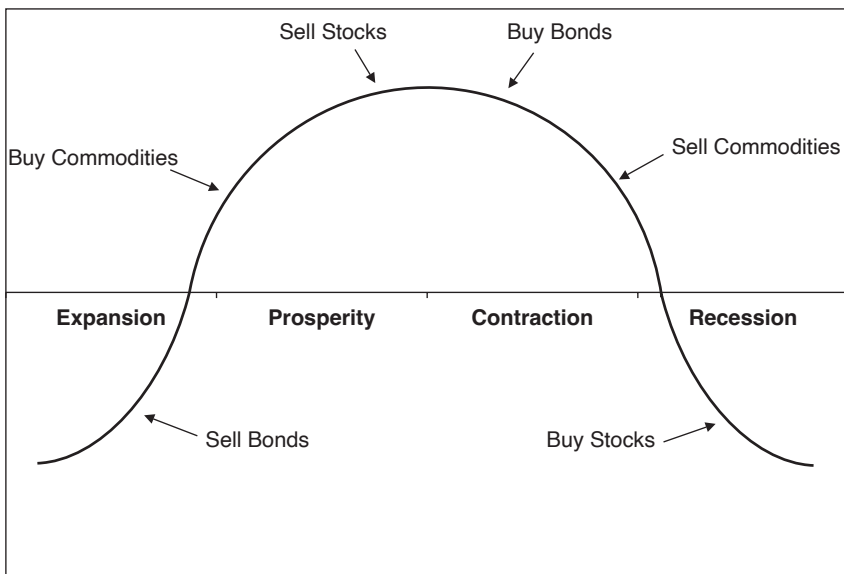 Sell Stocks
Buy Bonds
Buy Commodities
Sell Commodities
Expansion
Prosperity
Contraction
Recession
Sell Bonds
Buy Stocks